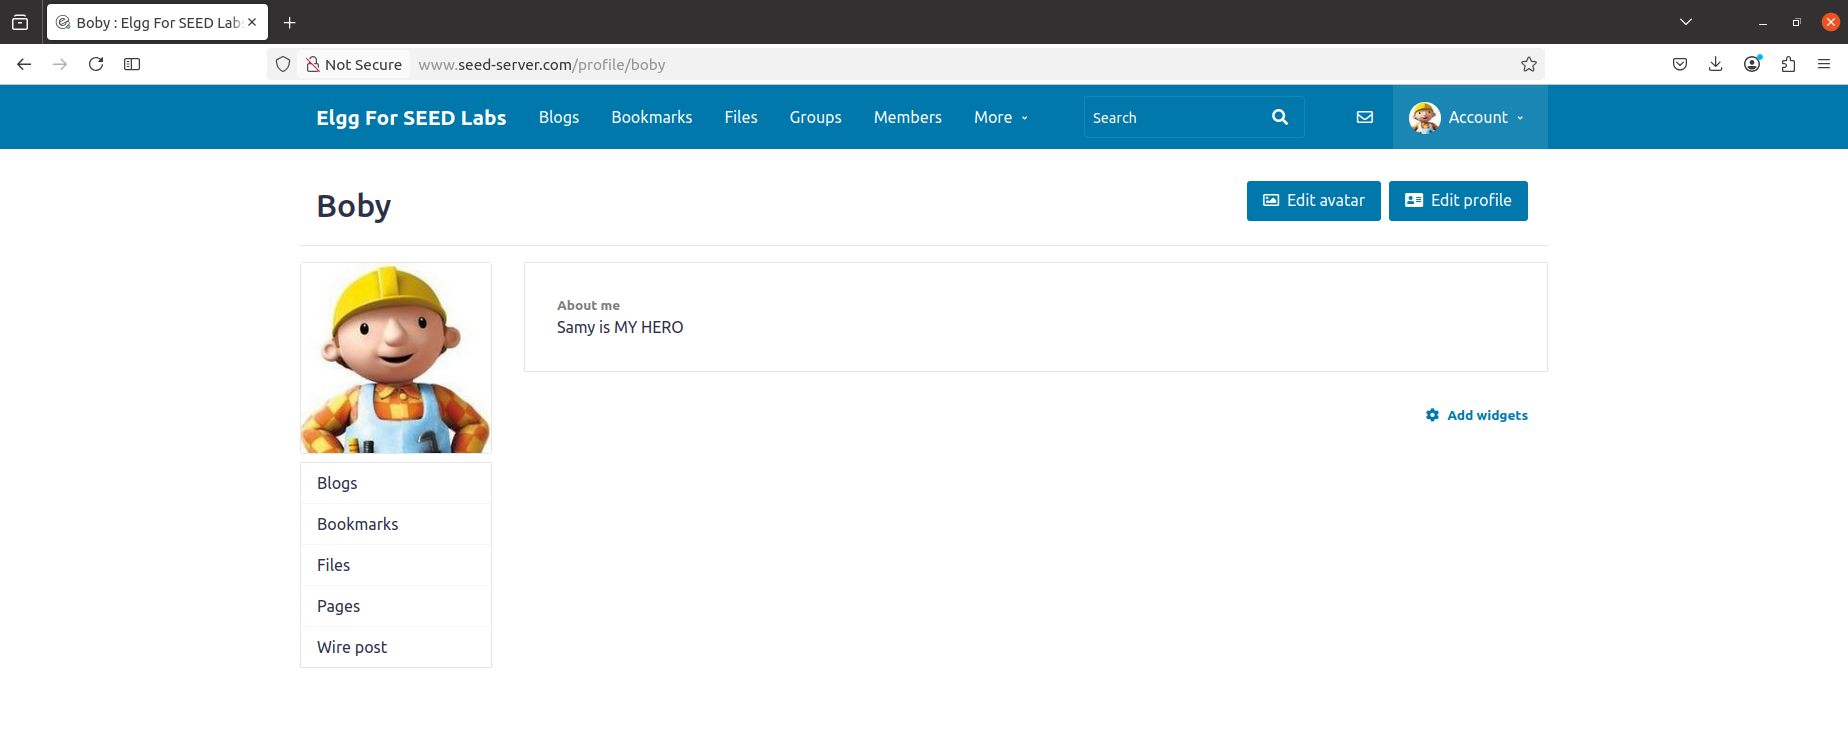 Boby : Elgg For SEED Lab
Not Secure
www.seed-server.com/profile/boby
Elgg For SEED Labs
Blogs
Bookmarks
Files
Groups
Members
More
Search
Account
Boby
Edit avatar
Edit profile
About me
Samy is MY HERO
Add widgets
Blogs
Bookmarks
Files
Pages
Wire post